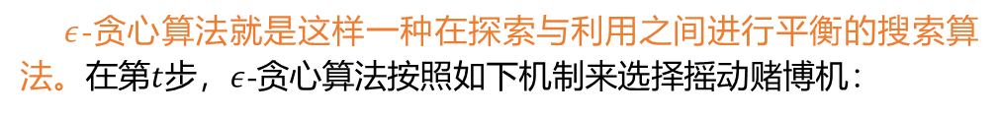 ϵ-贪心算法就是这样一种在探索与利用之间进行平衡的搜索算
法。在第t步，ϵ-贪心算法按照如下机制来选择摇动赌博机：